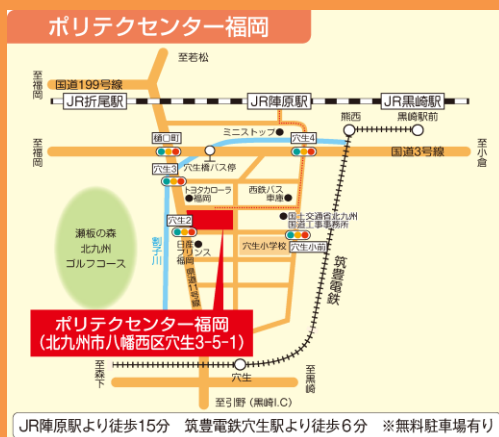 ポリテクセンター福岡
至若松
至福岡
国道199号線
JR折尾駅
JR陣原駅
JR黒崎駅
ミニストップ
熊西
黒崎駅前
樋口町
穴生4
至福岡
穴生橋バス停
国道3号線
至小倉
穴生3
トヨタカローラ
福岡
西鉄バス
車庫
瀬板の森
北九州
ゴルフコース
割子川
穴生2
国土交通省北九州
国道工事事務所
日産
プリンス
福岡
穴生小学校
穴生小前
県道11号線
筑豊電鉄
ポリテクセンター福岡
(北九州市八幡西区穴生3-5-1)
至森下
穴生
至黒崎
至引野 (黒崎I.C)
JR陣原駅より徒歩15分 筑豊電鉄穴生駅より徒歩6分 ※無料駐車場有り